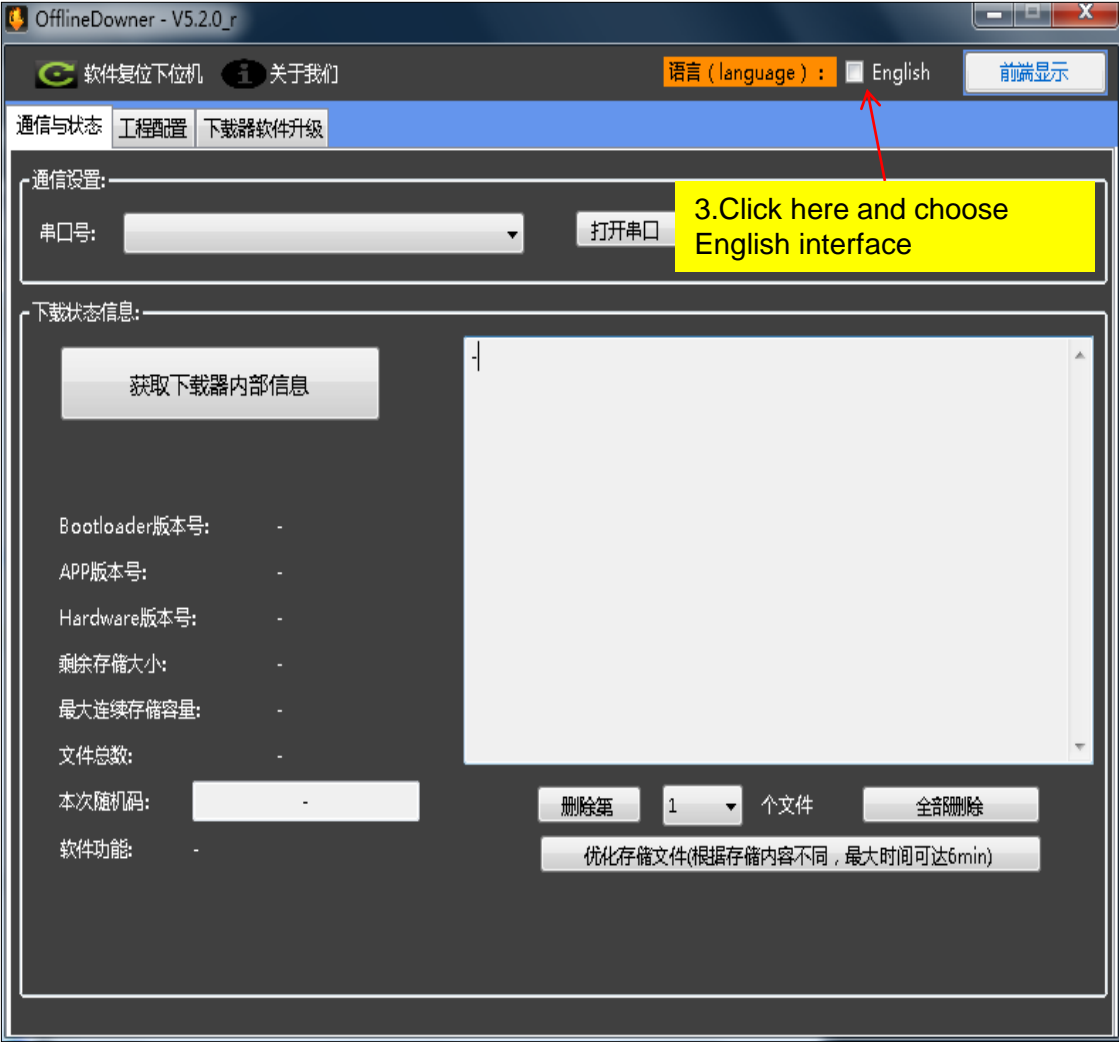 OfflineDowner - V5.2.0_r
软件复位下位机 关于我们 语言（language）： English 前端显示
通信与状态 工程配置 下载器软件升级
通信设置:
串口号: 打开串口
3.Click here and choose
English interface
下载状态信息:
获取下载器内部信息
-
Bootloader版本号: -
APP版本号: -
Hardware版本号: -
剩余存储大小: -
最大连续存储容量: -
文件总数: -
本次随机码: -
删除第 1 个文件 全部删除
软件功能: -
优化存储文件(根据存储内容不同，最大时间可达6min)